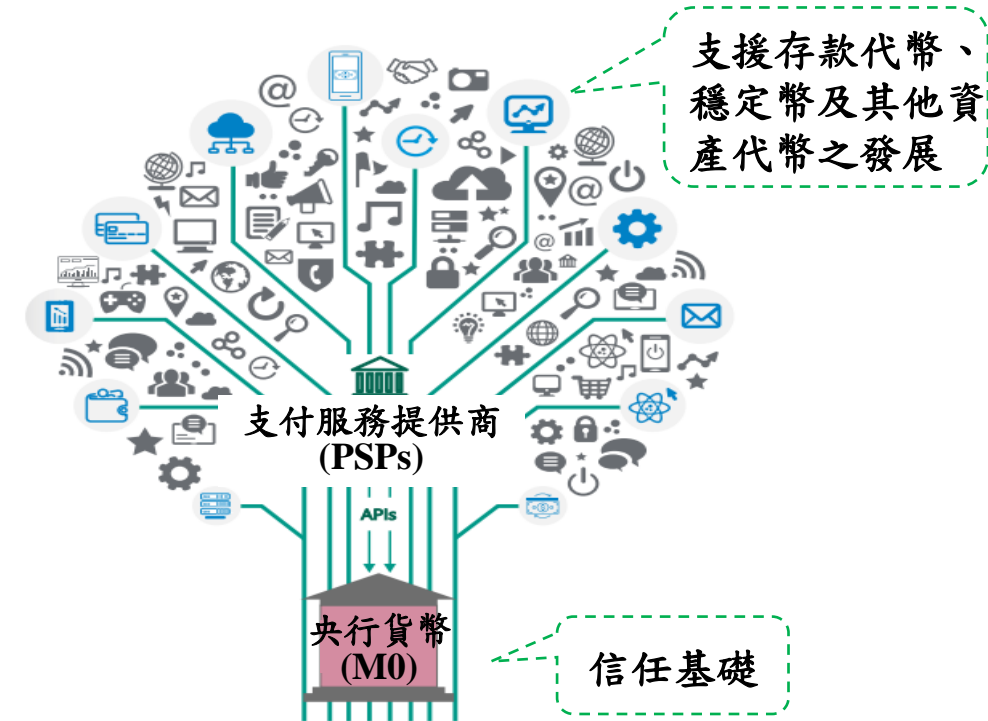 支援存款代幣、
穩定幣及其他資
產代幣之發展
支付服務提供商
(PSPs)
APIs
央行貨幣
(M0)
信任基礎